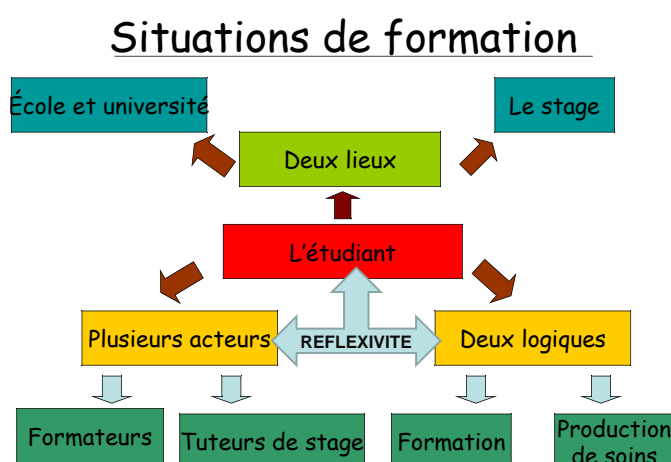 Situations de formation
École et université
Le stage
Deux lieux
L'étudiant
Plusieurs acteurs
REFLEXIVITE
Deux logiques
Formateurs
Tuteurs de stage
Formation
Production
de soins